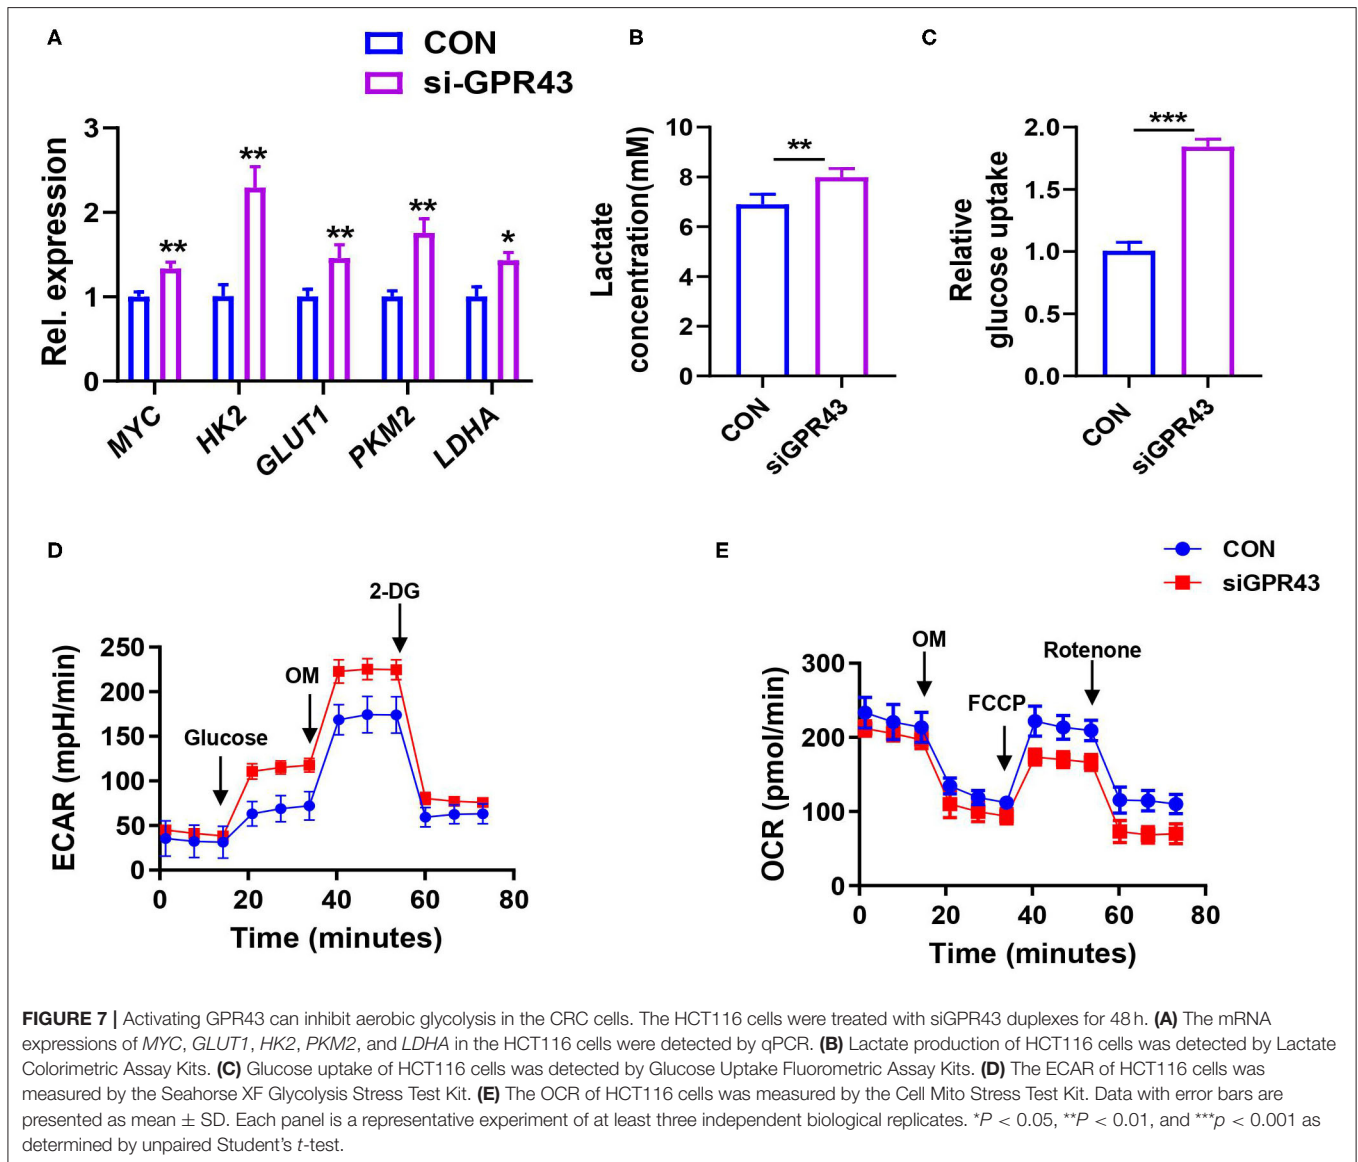 A
CON
si-GPR43
Rel. expression
3
2
1
0
**
**
**
**
*
MYC
HK2
GLUT1
PKM2
LDHA
B
Lactate
concentration(mM)
10
8
6
4
2
0
**
CON
siGPR43
C
Relative
glucose uptake
2.0
1.5
1.0
0.5
0.0
***
CON
siGPR43
D
ECAR (mpH/min)
250
200
150
100
50
0
Glucose
OM
2-DG
0 20 40 60 80
Time (minutes)
E
CON
siGPR43
OCR (pmol/min)
300
200
100
0
OM
FCCP
Rotenone
0 20 40 60 80
Time (minutes)
FIGURE 7 | Activating GPR43 can inhibit aerobic glycolysis in the CRC cells. The HCT116 cells were treated with siGPR43 duplexes for 48 h. (A) The mRNA
expressions of MYC, GLUT1, HK2, PKM2, and LDHA in the HCT116 cells were detected by qPCR. (B) Lactate production of HCT116 cells was detected by Lactate
Colorimetric Assay Kits. (C) Glucose uptake of HCT116 cells was detected by Glucose Uptake Fluorometric Assay Kits. (D) The ECAR of HCT116 cells was
measured by the Seahorse XF Glycolysis Stress Test Kit. (E) The OCR of HCT116 cells was measured by the Cell Mito Stress Test Kit. Data with error bars are
presented as mean ± SD. Each panel is a representative experiment of at least three independent biological replicates. *P < 0.05, **P < 0.01, and ***p < 0.001 as
determined by unpaired Student's t-test.